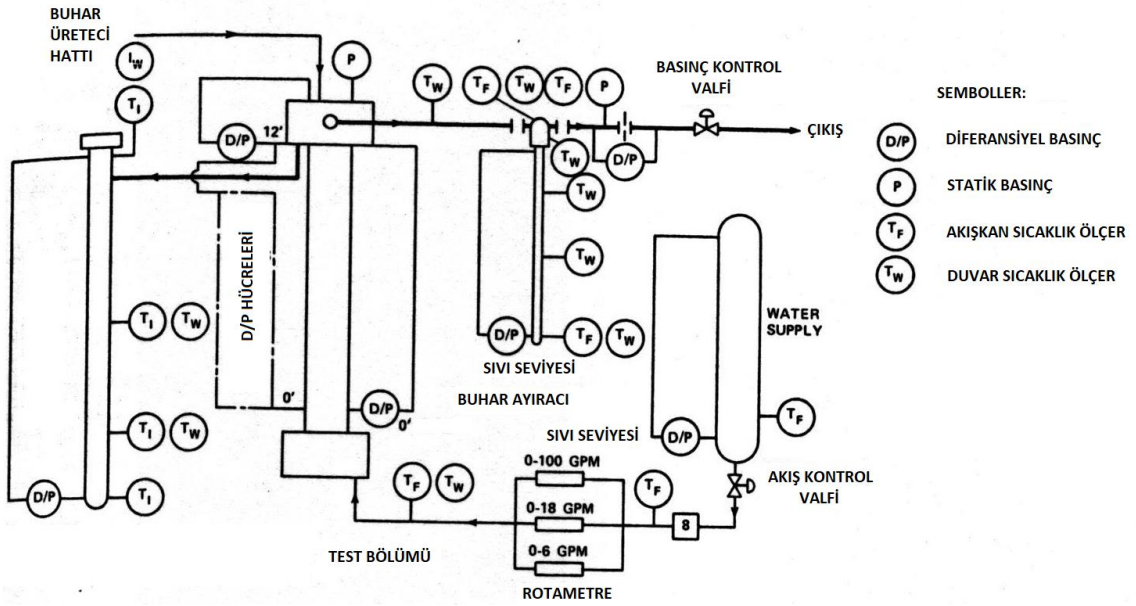 BUHAR
ÜRETECİ
HATTI
I_W
T_I
P
D/P
12'
T_W
T_F
T_W
T_F
P
BASINÇ KONTROL
VALFİ
ÇIKIŞ
D/P
T_W
T_W
T_W
D/P
T_F
T_W
SIVI SEVİYESİ
BUHAR AYIRACI
D/P HÜCRELERİ
0'
D/P
0'
T_I
T_W
T_I
T_W
D/P
T_I
SEMBOLLER:
D/P
DİFERANSİYEL BASINÇ
P
STATİK BASINÇ
T_F
AKIŞKAN SICAKLIK ÖLÇER
T_W
DUVAR SICAKLIK ÖLÇER
WATER
SUPPLY
T_F
D/P
SIVI SEVİYESİ
AKIŞ KONTROL
VALFİ
8
T_F
0-100 GPM
0-18 GPM
0-6 GPM
ROTAMETRE
T_F
T_W
TEST BÖLÜMÜ